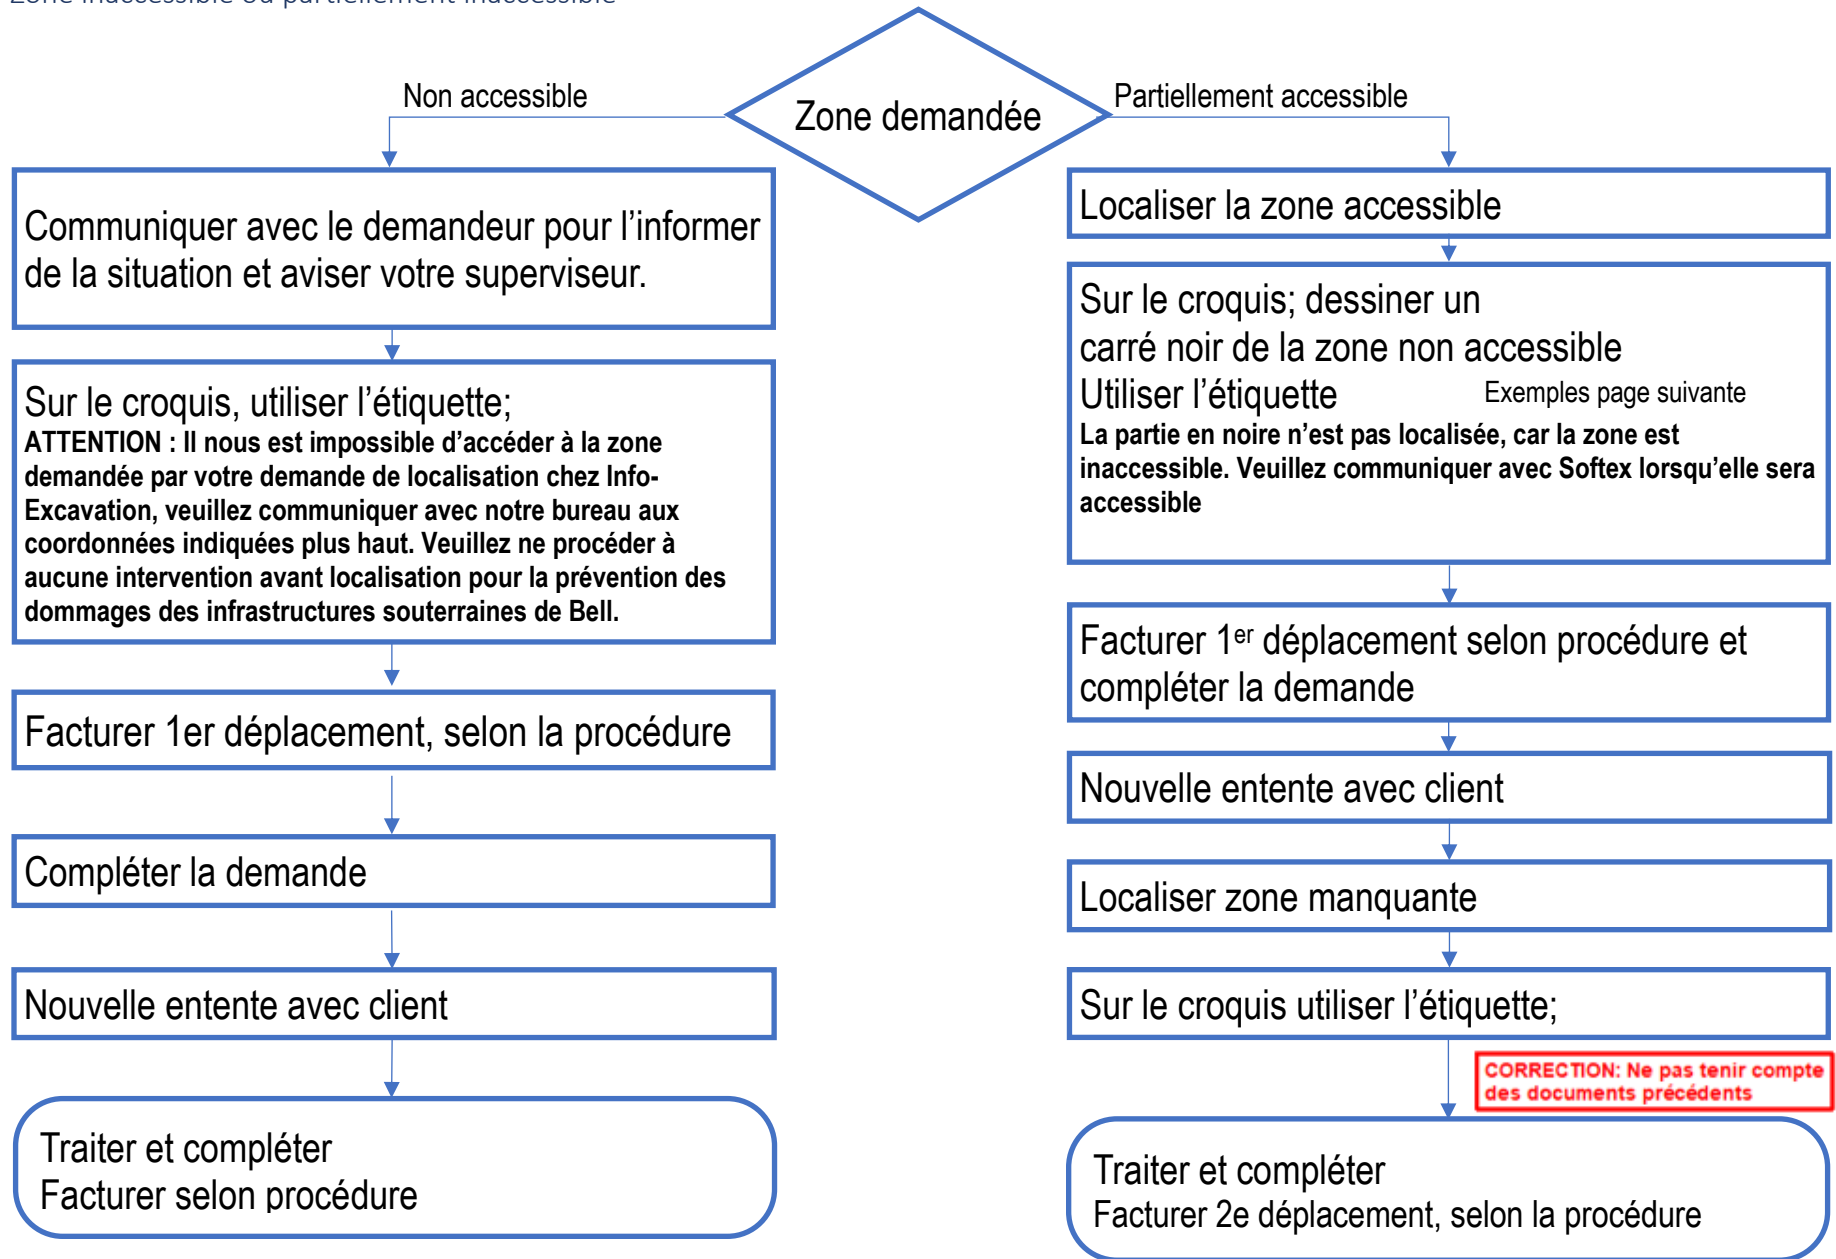 Zone inaccessible ou partiellement inaccessible
Zone demandée
Non accessible
Communiquer avec le demandeur pour l’informer
de la situation et aviser votre superviseur.
Sur le croquis, utiliser l’étiquette;
ATTENTION : Il nous est impossible d’accéder à la zone
demandée par votre demande de localisation chez Info-
Excavation, veuillez communiquer avec notre bureau aux
coordonnées indiquées plus haut. Veuillez ne procéder à
aucune intervention avant localisation pour la prévention des
dommages des infrastructures souterraines de Bell.
Facturer 1er déplacement, selon la procédure
Compléter la demande
Nouvelle entente avec client
Traiter et compléter
Facturer selon procédure
Partiellement accessible
Localiser la zone accessible
Sur le croquis; dessiner un
carré noir de la zone non accessible
Utiliser l’étiquette Exemples page suivante
La partie en noire n’est pas localisée, car la zone est
inaccessible. Veuillez communiquer avec Softex lorsqu’elle sera
accessible
Facturer 1er déplacement selon procédure et
compléter la demande
Nouvelle entente avec client
Localiser zone manquante
Sur le croquis utiliser l’étiquette;
CORRECTION: Ne pas tenir compte
des documents précédents
Traiter et compléter
Facturer 2e déplacement, selon la procédure